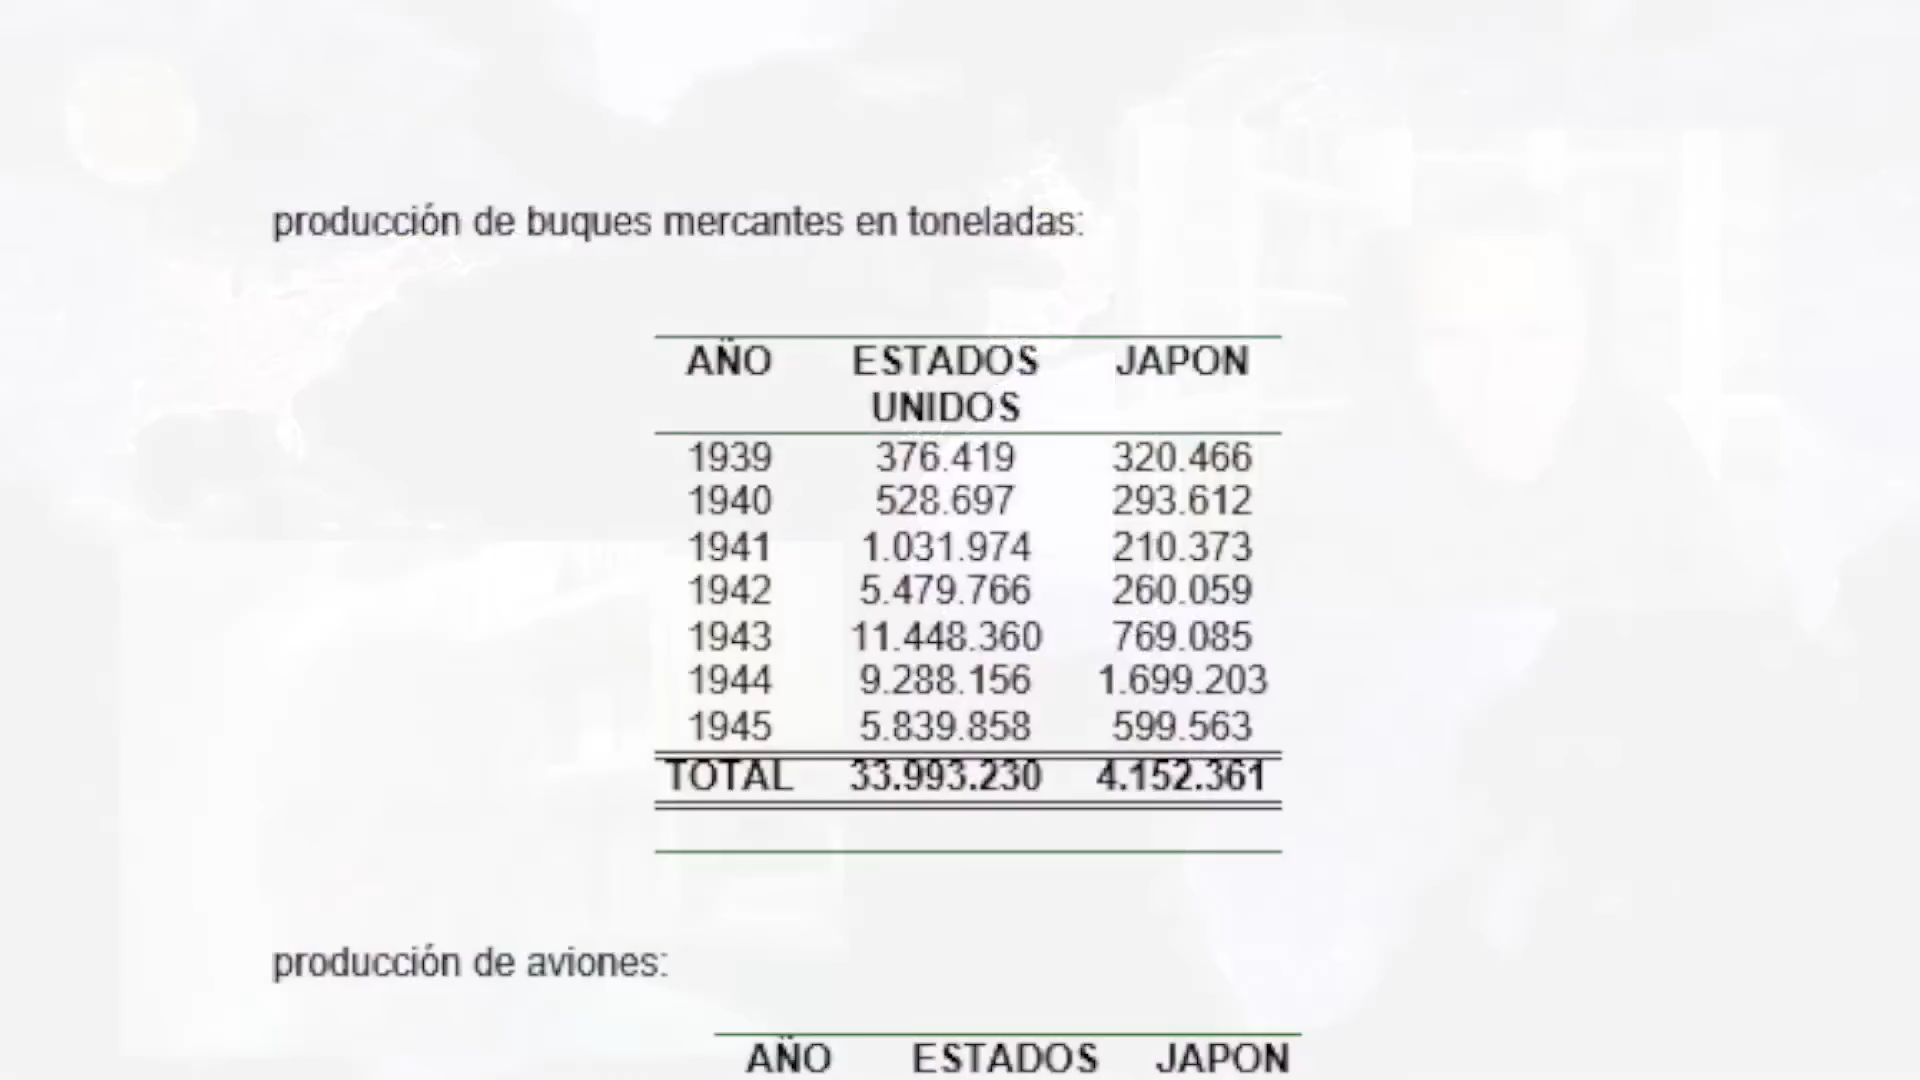 producción de buques mercantes en toneladas:
AÑO ESTADOS UNIDOS JAPON
1939 376.419 320.466
1940 528.697 293.612
1941 1.031.974 210.373
1942 5.479.766 260.059
1943 11.448.360 769.085
1944 9.288.156 1.699.203
1945 5.839.858 599.563
TOTAL 33.993.230 4.152.361
producción de aviones:
AÑO ESTADOS JAPON